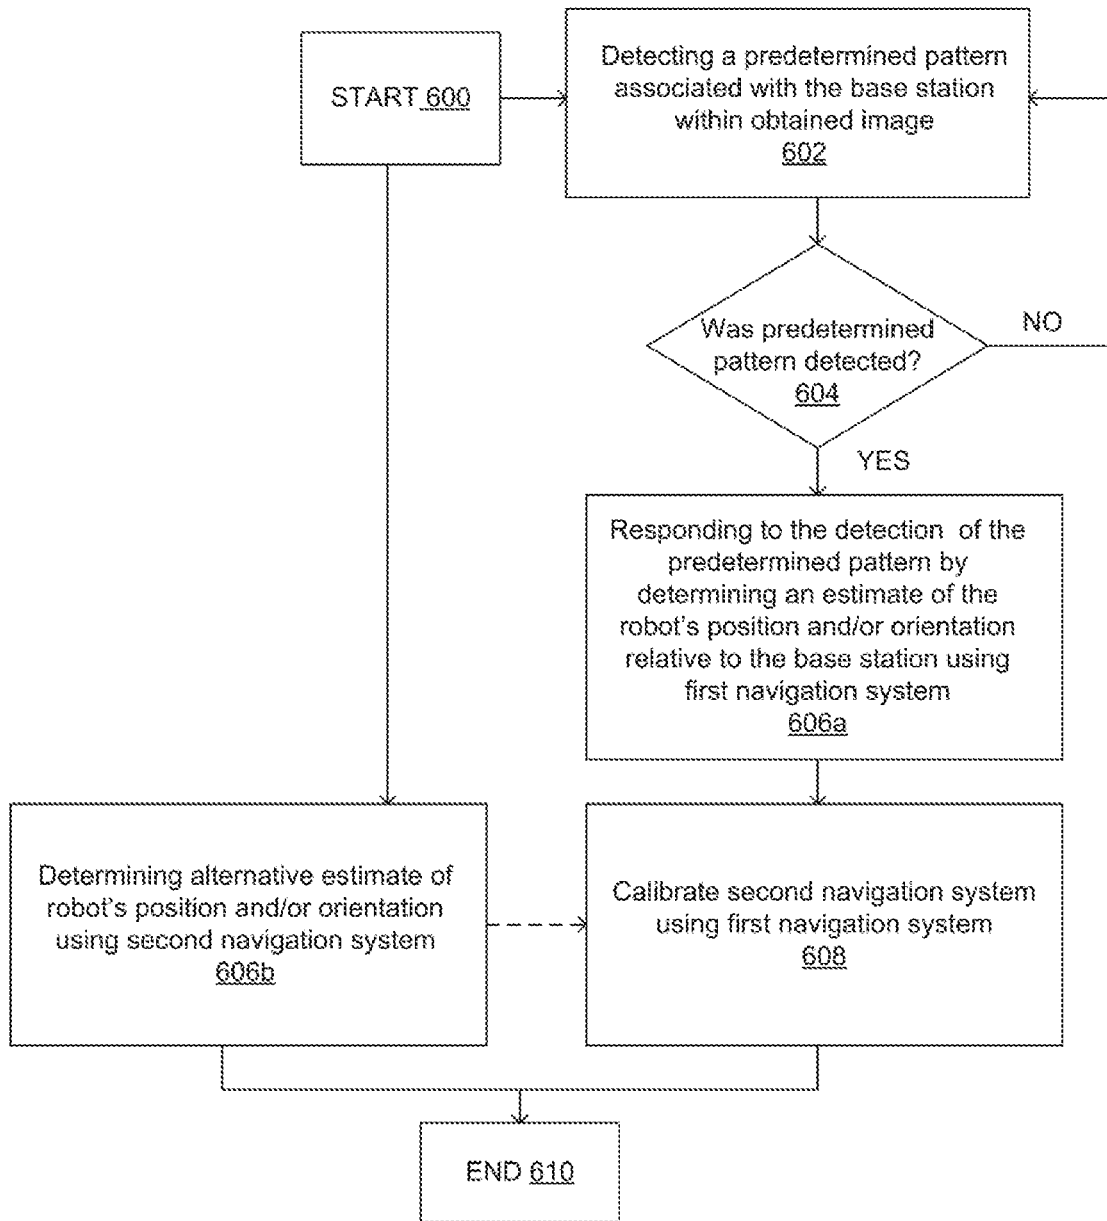 START 600
Detecting a predetermined pattern
associated with the base station
within obtained image
602
Was predetermined
pattern detected?
604
NO
YES
Responding to the detection of the
predetermined pattern by
determining an estimate of the
robot's position and/or orientation
relative to the base station using
first navigation system
606a
Determining alternative estimate of
robot's position and/or orientation
using second navigation system
606b
Calibrate second navigation system
using first navigation system
608
END 610